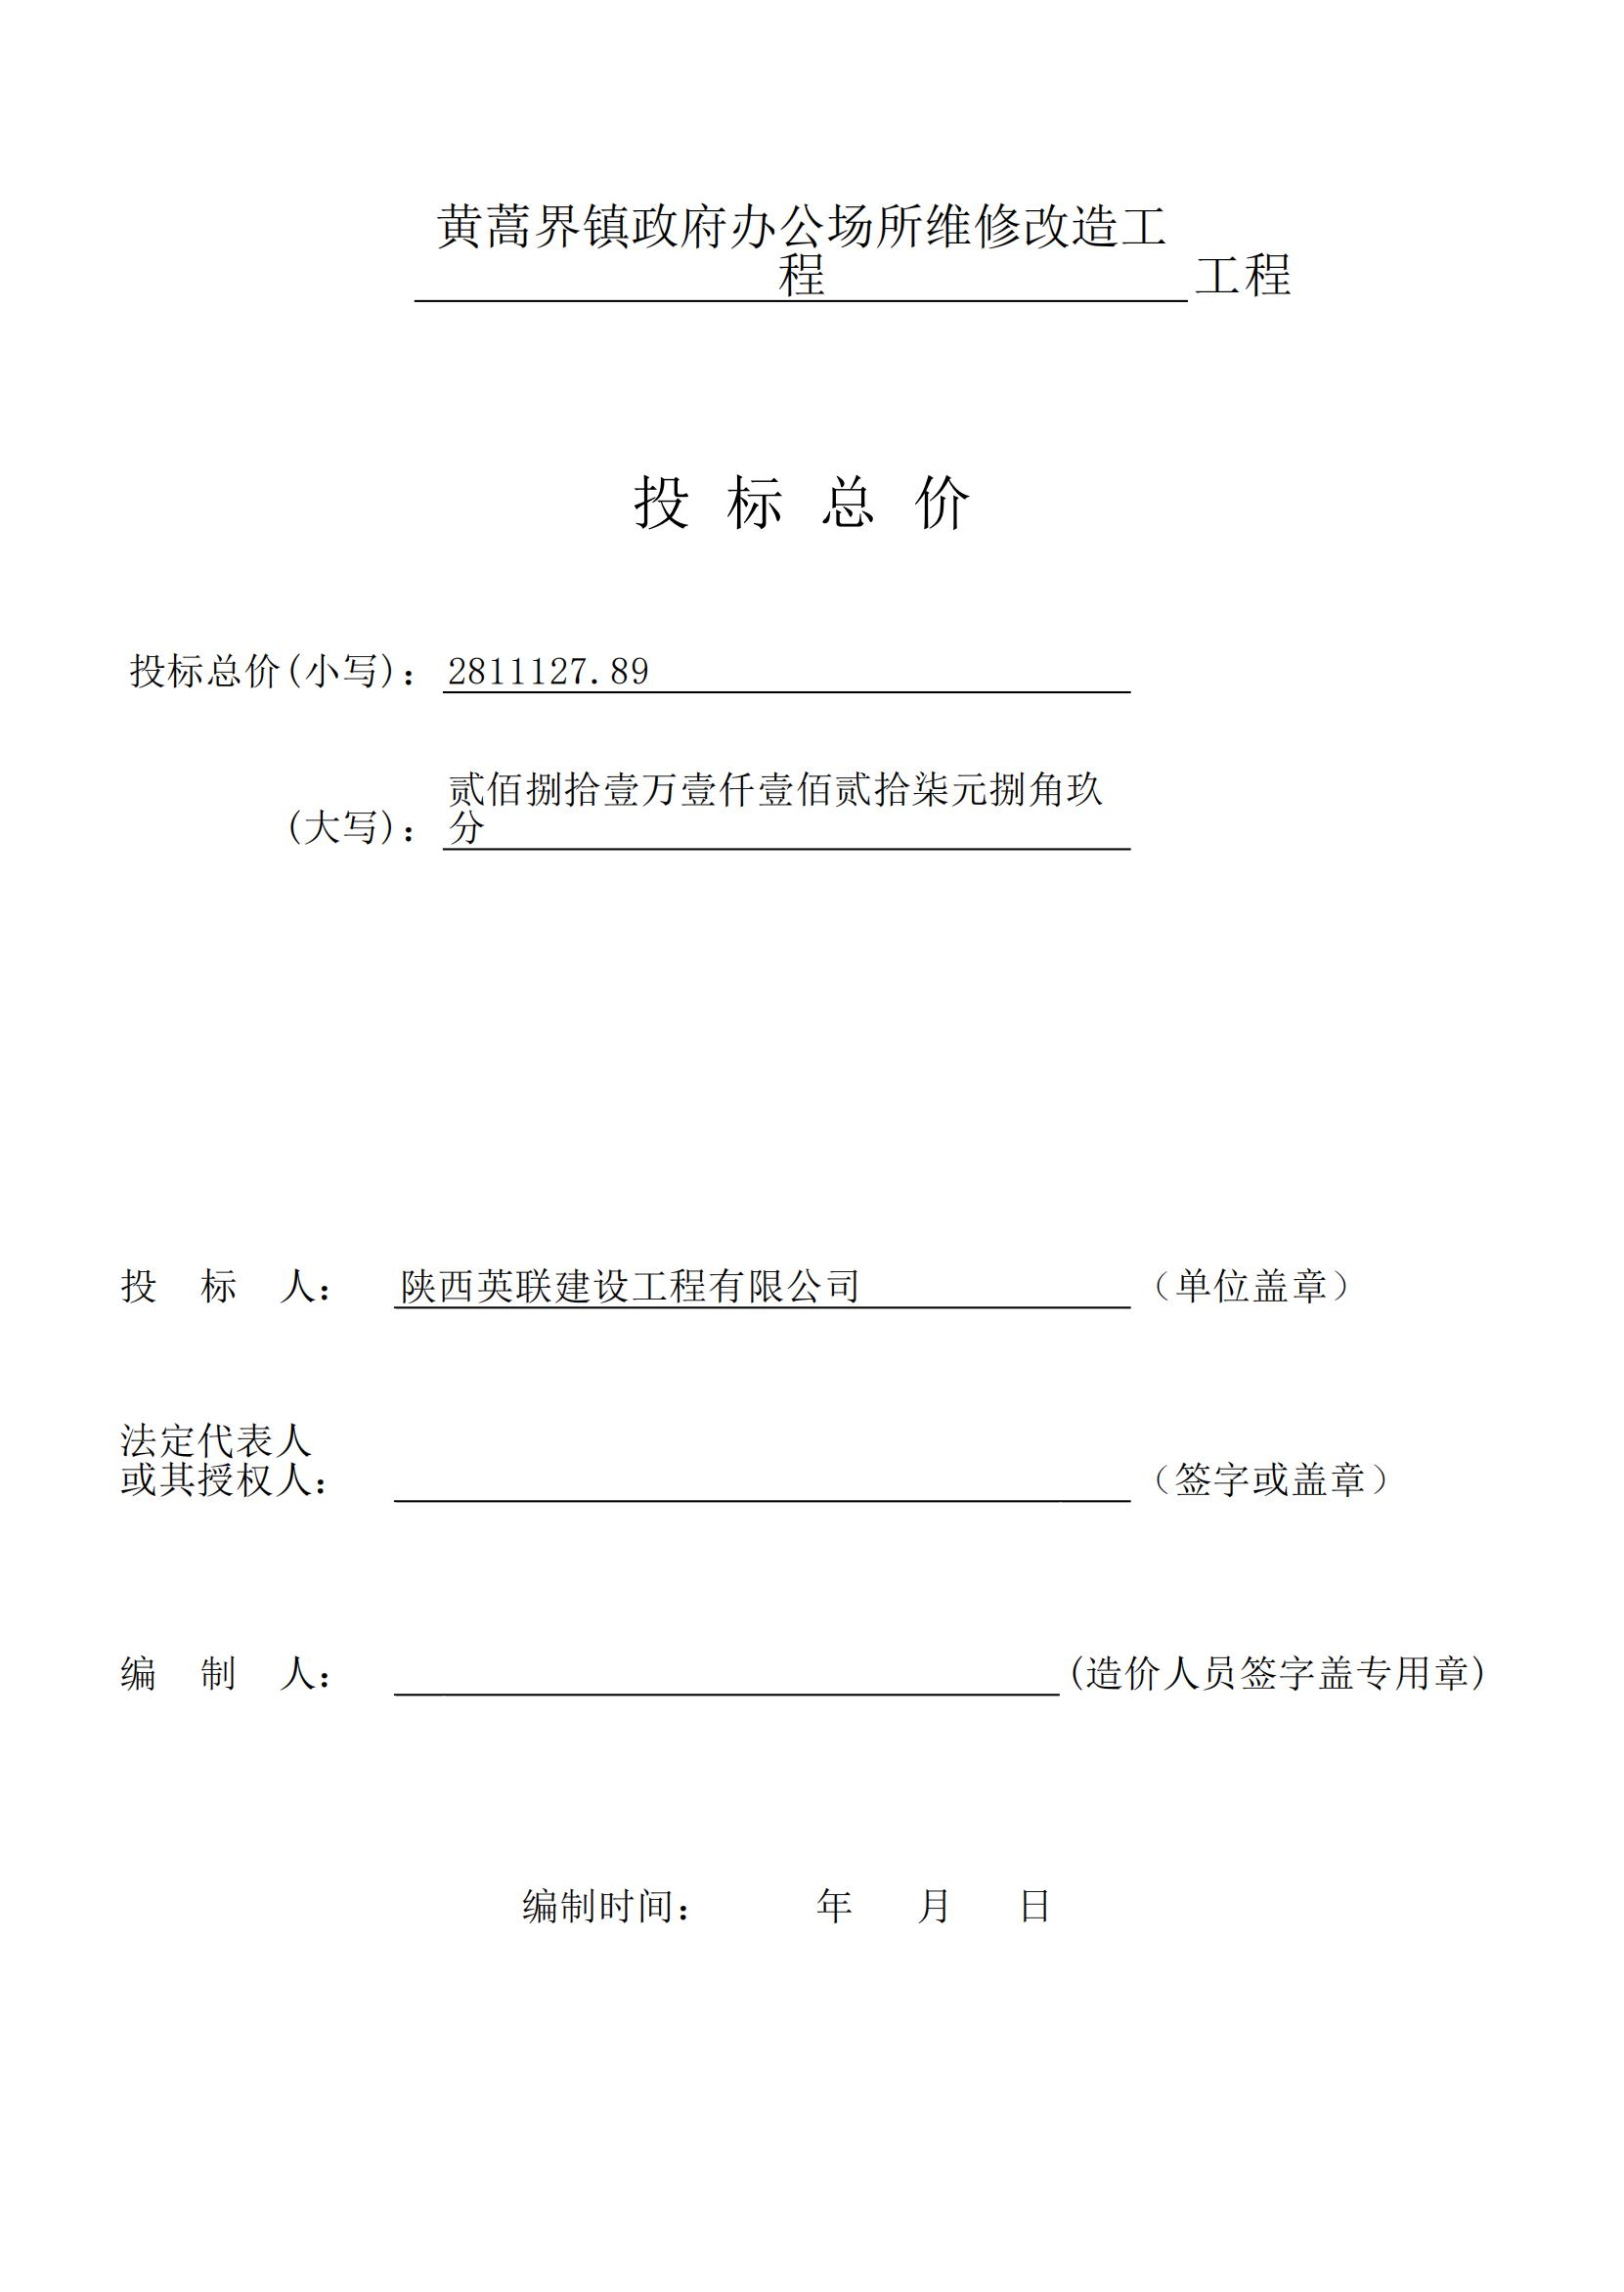 黄蒿界镇政府办公场所维修改造工
程 工程
投 标 总 价
投标总价(小写)： 2811127.89
贰佰捌拾壹万壹仟壹佰贰拾柒元捌角玖
(大写)： 分
投 标 人： 陕西英联建设工程有限公司 （单位盖章）
法定代表人
或其授权人： （签字或盖章）
编 制 人： (造价人员签字盖专用章)
编制时间： 年 月 日